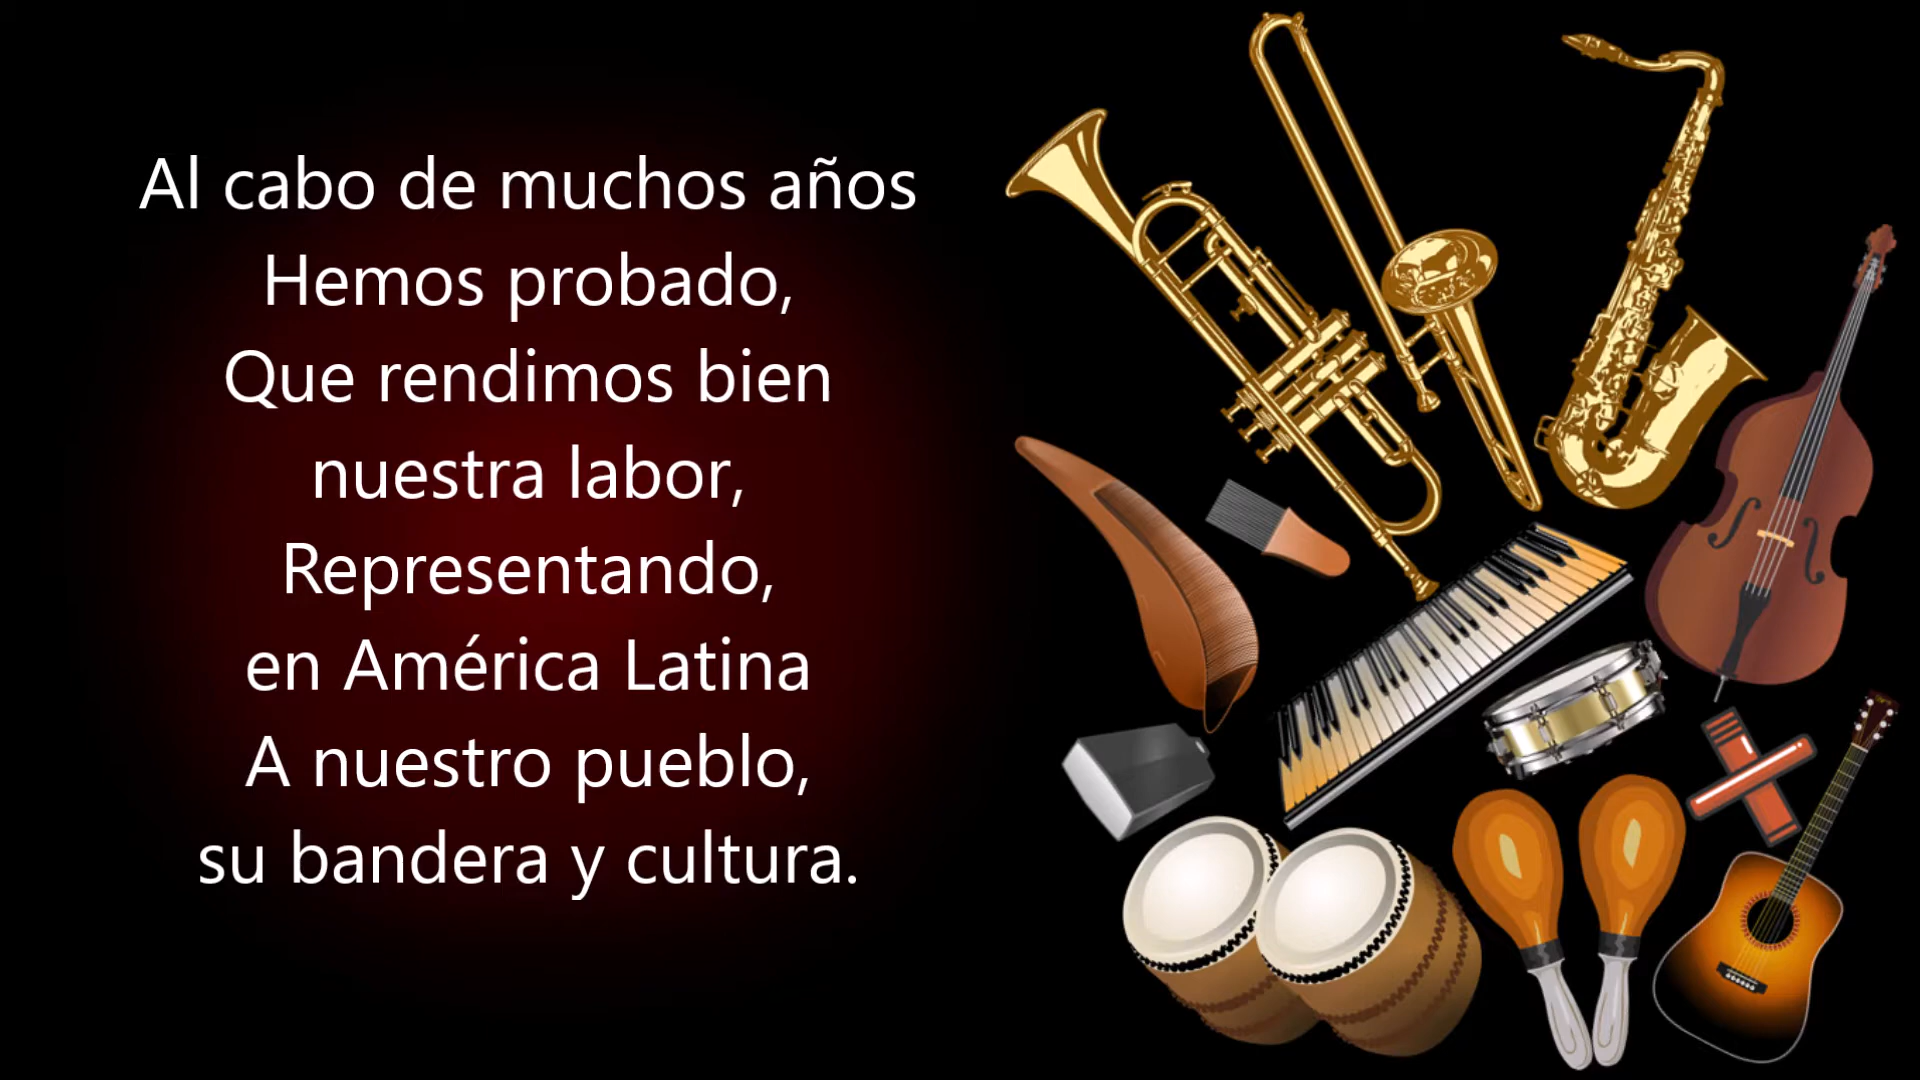 Al cabo de muchos años
Hemos probado,
Que rendimos bien
nuestra labor,
Representando,
en América Latina
A nuestro pueblo,
su bandera y cultura.